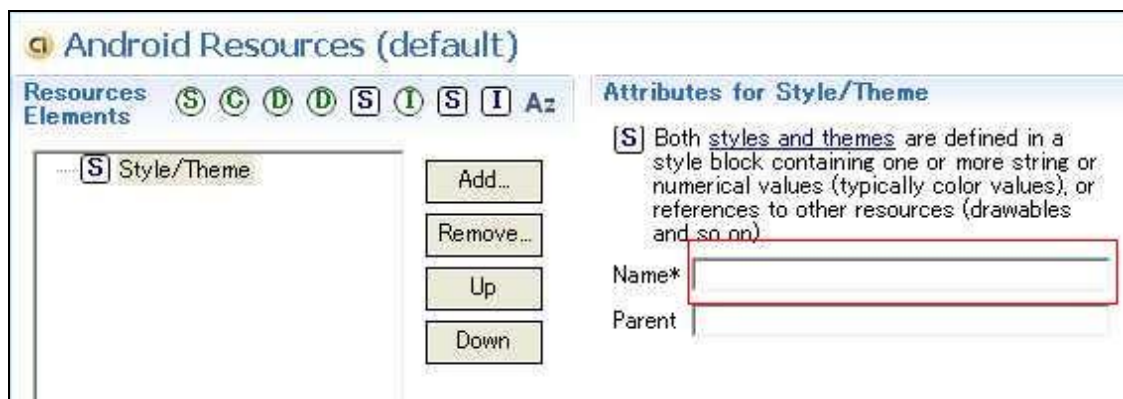 Android Resources (default)
Resources Elements S C D D S I S I Az
S Style/Theme
Add...
Remove...
Up
Down
Attributes for Style/Theme
S Both styles and themes are defined in a
style block containing one or more string or
numerical values (typically color values), or
references to other resources (drawables
and so on)
Name*
Parent